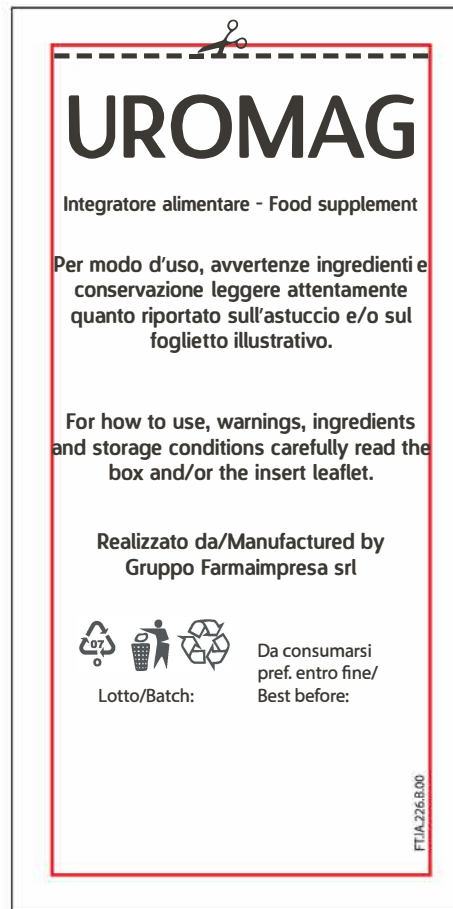 UROMAG
Integratore alimentare - Food supplement
Per modo d'uso, avvertenze ingredienti e
conservazione leggere attentamente
quanto riportato sull'astuccio e/o sul
foglietto illustrativo.
For how to use, warnings, ingredients
and storage conditions carefully read the
box and/or the insert leaflet.
Realizzato da/Manufactured by
Gruppo Farmaimpresa srl
07
Lotto/Batch:
Da consumarsi
pref. entro fine/
Best before:
FT.IA.226.B.00